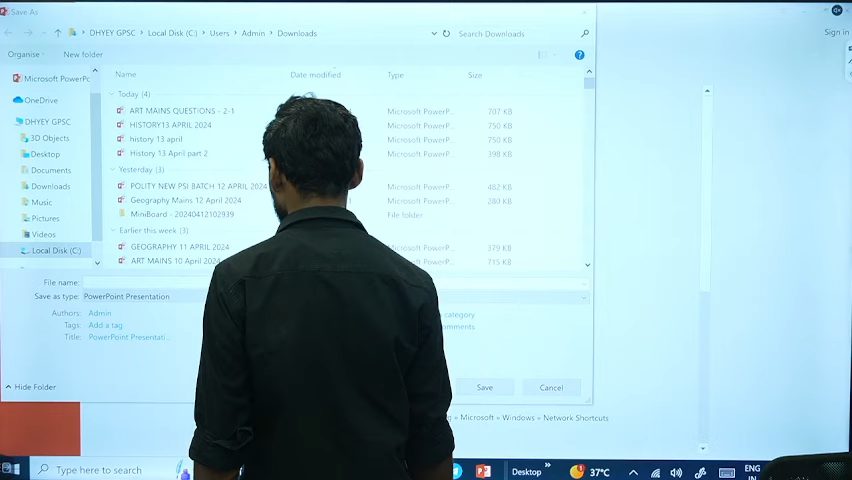 Save As
DHYEY GPSC > Local Disk (C:) > Users > Admin > Downloads
Search Downloads
Sign in
Organise
New folder
Name Date modified Type Size
Microsoft PowerPc
OneDrive
DHYEY GPSC
3D Objects
Desktop
Documents
Downloads
Music
Pictures
Videos
Local Disk (C:)
Today (4)
ART MAINS QUESTIONS - 2-1 Microsoft PowerP... 707 KB
HISTORY13 APRIL 2024 Microsoft PowerP... 750 KB
history 13 april Microsoft PowerP... 750 KB
History 13 April part 2 Microsoft PowerP... 398 KB
Yesterday (3)
POLITY NEW PSI BATCH 12 APRIL 2024 Microsoft PowerP... 482 KB
Geography Mains 12 April 2024 Microsoft PowerP... 280 KB
MiniBoard - 20240412102939 File folder
Earlier this week (3)
GEOGRAPHY 11 APRIL 2024 Microsoft PowerP... 379 KB
ART MAINS 10 April 2024 Microsoft PowerP... 715 KB
File name:
Save as type: PowerPoint Presentation
Authors: Admin
Tags: Add a tag
Title: PowerPoint Presentati...
category
Hide Folder
Save
Cancel
» Microsoft » Windows » Network Shortcuts
Type here to search
Desktop
37°C
ENG
IN